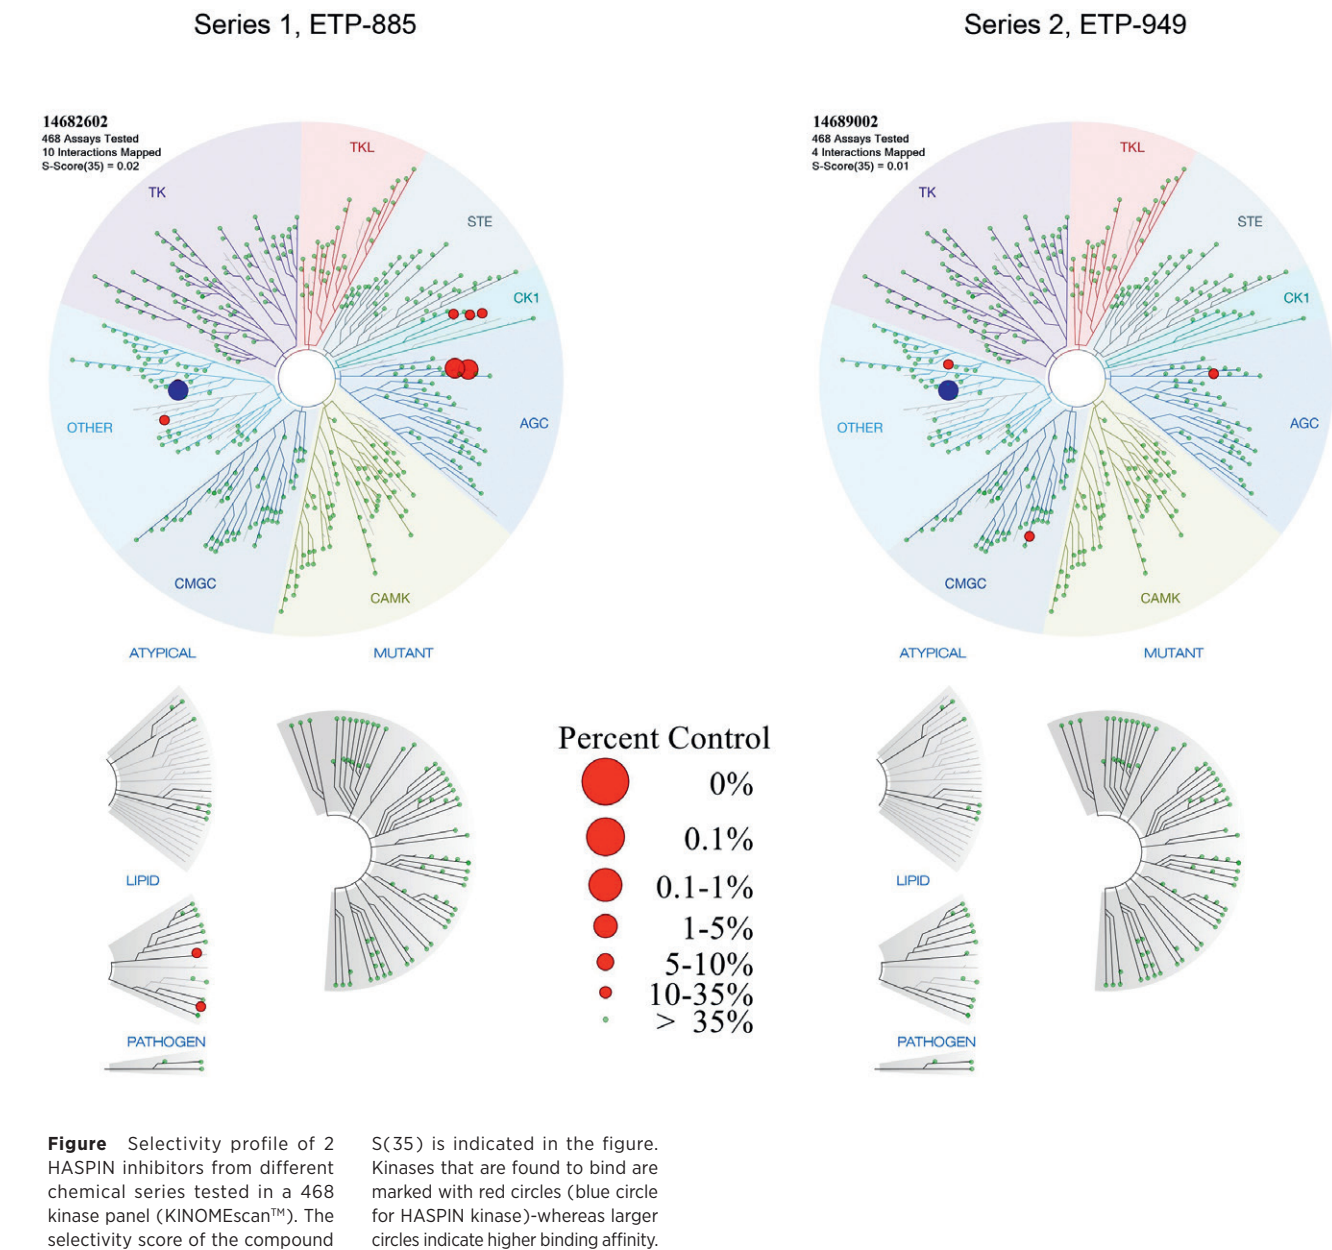 Series 1, ETP-885
14682602
468 Assays Tested
10 Interactions Mapped
S-Score(35) = 0.02
TKL
TK
STE
CK1
OTHER
AGC
CMGC
CAMK
ATYPICAL
MUTANT
LIPID
PATHOGEN
Series 2, ETP-949
14689002
468 Assays Tested
4 Interactions Mapped
S-Score(35) = 0.01
TKL
TK
STE
CK1
OTHER
AGC
CMGC
CAMK
ATYPICAL
MUTANT
LIPID
PATHOGEN
Percent Control
0%
0.1%
0.1-1%
1-5%
5-10%
10-35%
> 35%
Figure Selectivity profile of 2
HASPIN inhibitors from different
chemical series tested in a 468
kinase panel (KINOMEscan™). The
selectivity score of the compound
S(35) is indicated in the figure.
Kinases that are found to bind are
marked with red circles (blue circle
for HASPIN kinase)-whereas larger
circles indicate higher binding affinity.